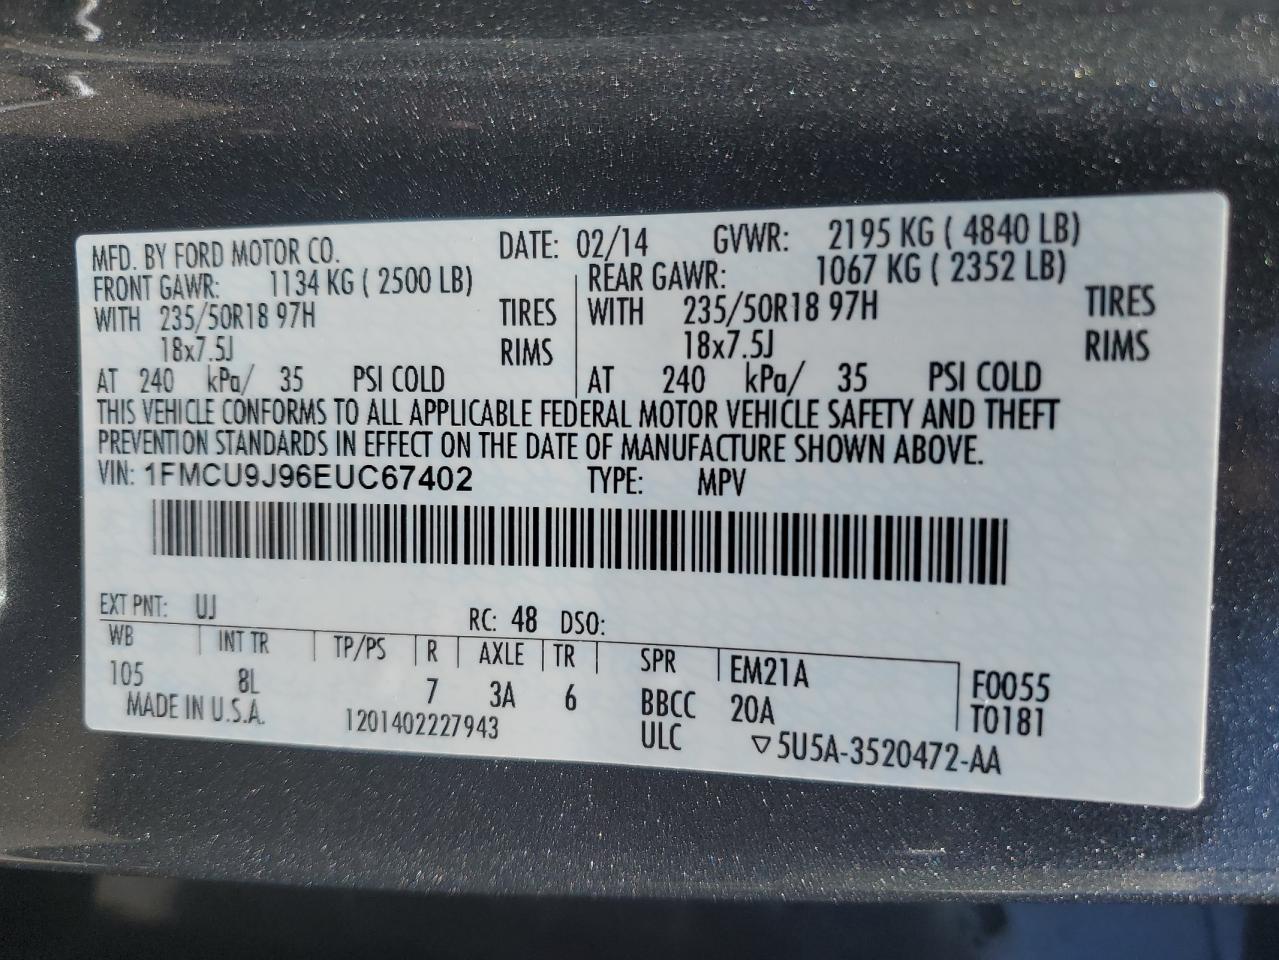 MFD. BY FORD MOTOR CO. DATE: 02/14 GVWR: 2195 KG ( 4840 LB)
FRONT GAWR: 1134 KG ( 2500 LB) REAR GAWR: 1067 KG ( 2352 LB)
WITH 235/50R18 97H TIRES WITH 235/50R18 97H TIRES
18x7.5J RIMS 18x7.5J RIMS
AT 240 kPa/ 35 PSI COLD AT 240 kPa/ 35 PSI COLD
THIS VEHICLE CONFORMS TO ALL APPLICABLE FEDERAL MOTOR VEHICLE SAFETY AND THEFT
PREVENTION STANDARDS IN EFFECT ON THE DATE OF MANUFACTURE SHOWN ABOVE.
VIN: 1FMCU9J96EUC67402 TYPE: MPV
EXT PNT: UJ RC: 48 DSO:
WB INT TR TP/PS R AXLE TR SPR EM21A F0055
105 8L 7 3A 6 BBCC 20A T0181
MADE IN U.S.A. 1201402227943 ULC ▽5U5A-3520472-AA